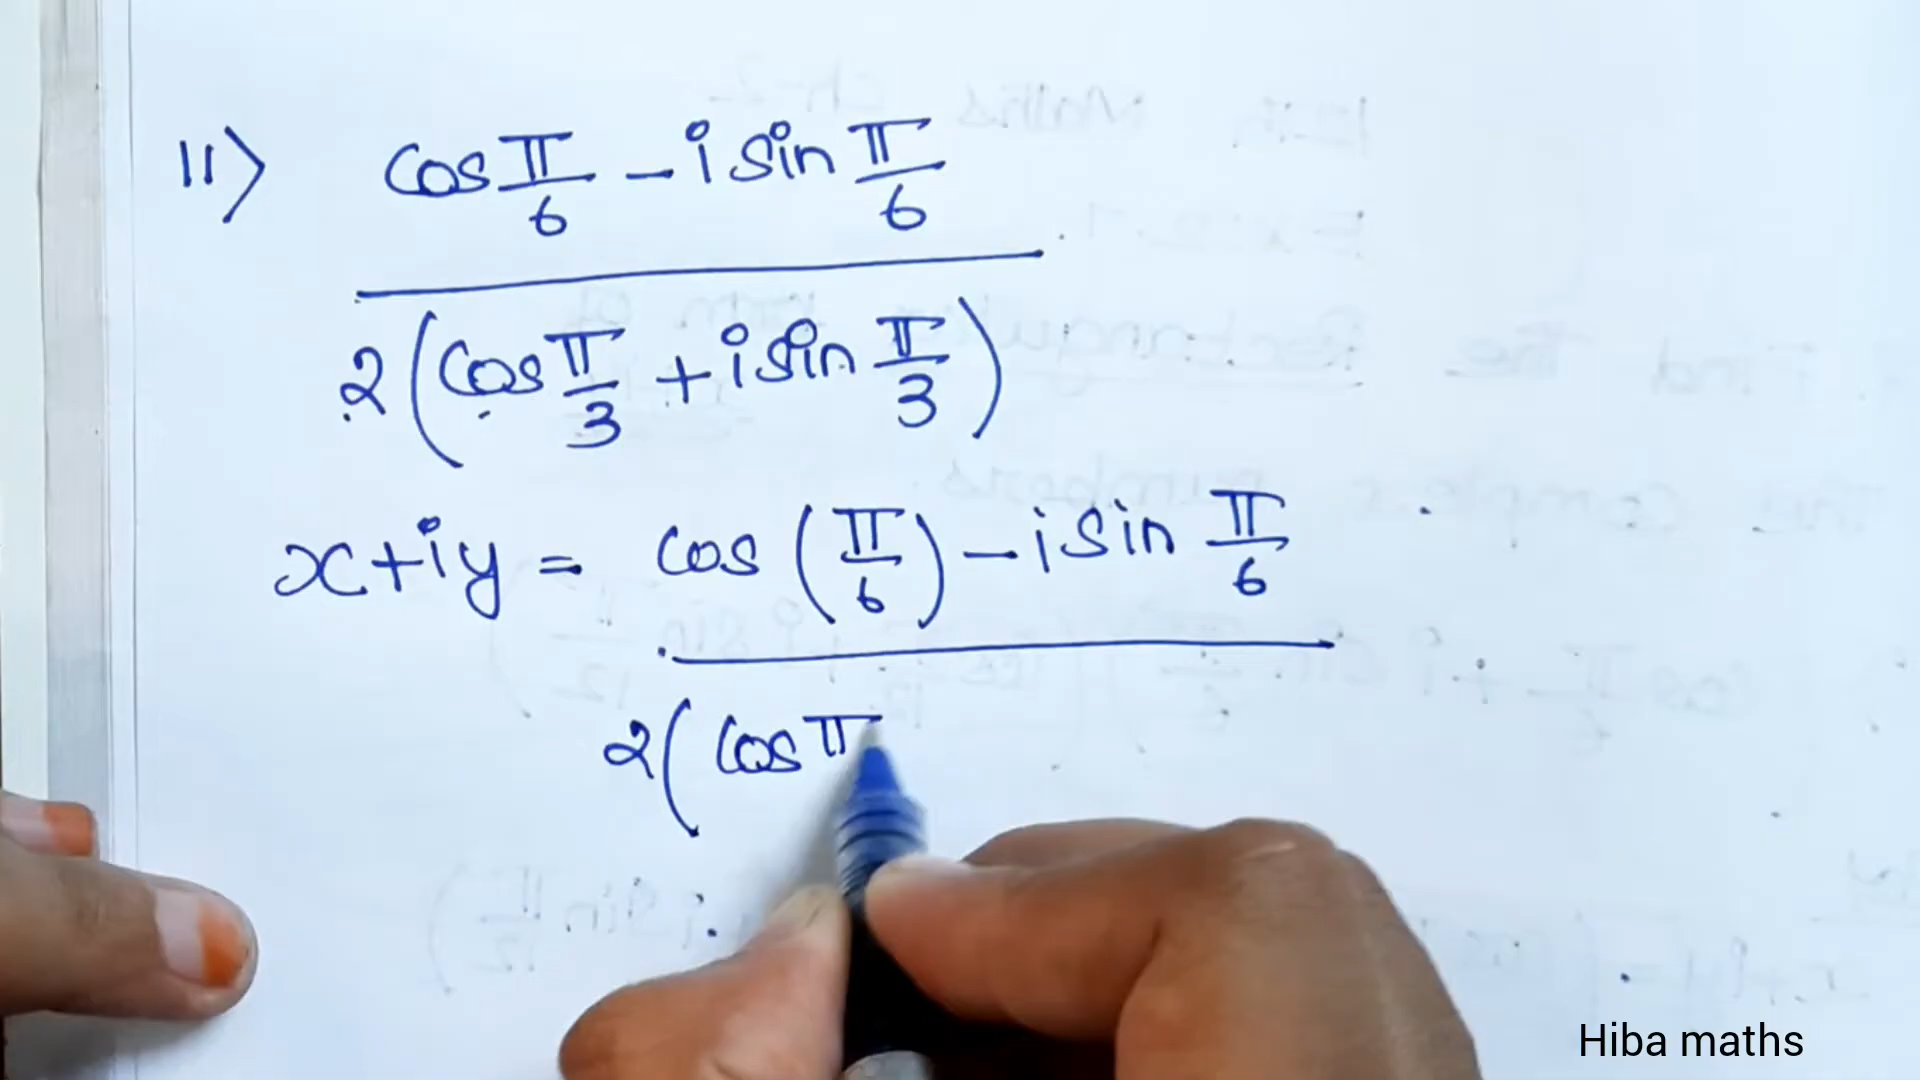 11) cos π/6 - i sin π/6
2 (cos π/3 + i sin π/3)
x+iy = cos (π/6) - i sin π/6
2 ( cos π
Hiba maths